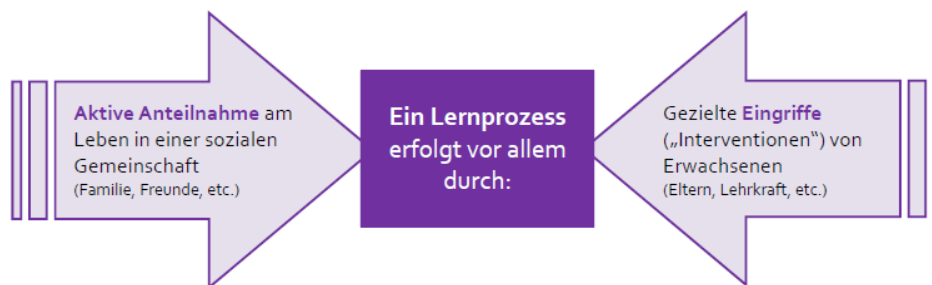 Aktive Anteilnahme am
Leben in einer sozialen
Gemeinschaft
(Familie, Freunde, etc.)
Ein Lernprozess
erfolgt vor allem
durch:
Gezielte Eingriffe
(„Interventionen“) von
Erwachsenen
(Eltern, Lehrkraft, etc.)